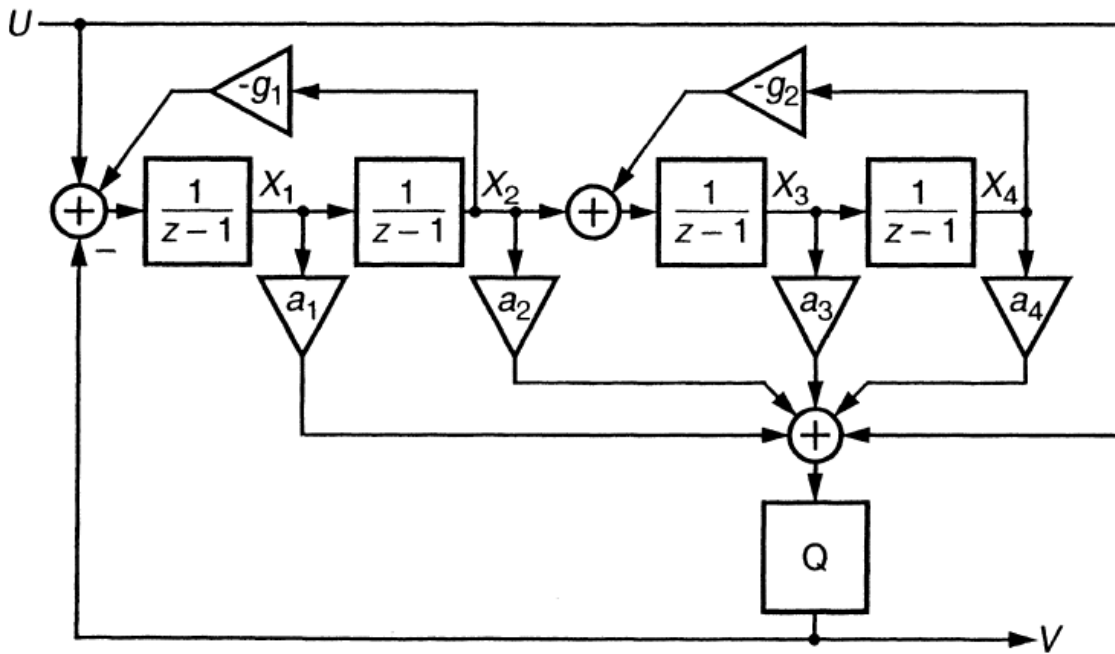 U
-g₁
-g₂
+ 1/(z − 1) X₁ 1/(z − 1) X₂ + 1/(z − 1) X₃ 1/(z − 1) X₄
−
a₁ a₂ a₃ a₄
+
Q
V